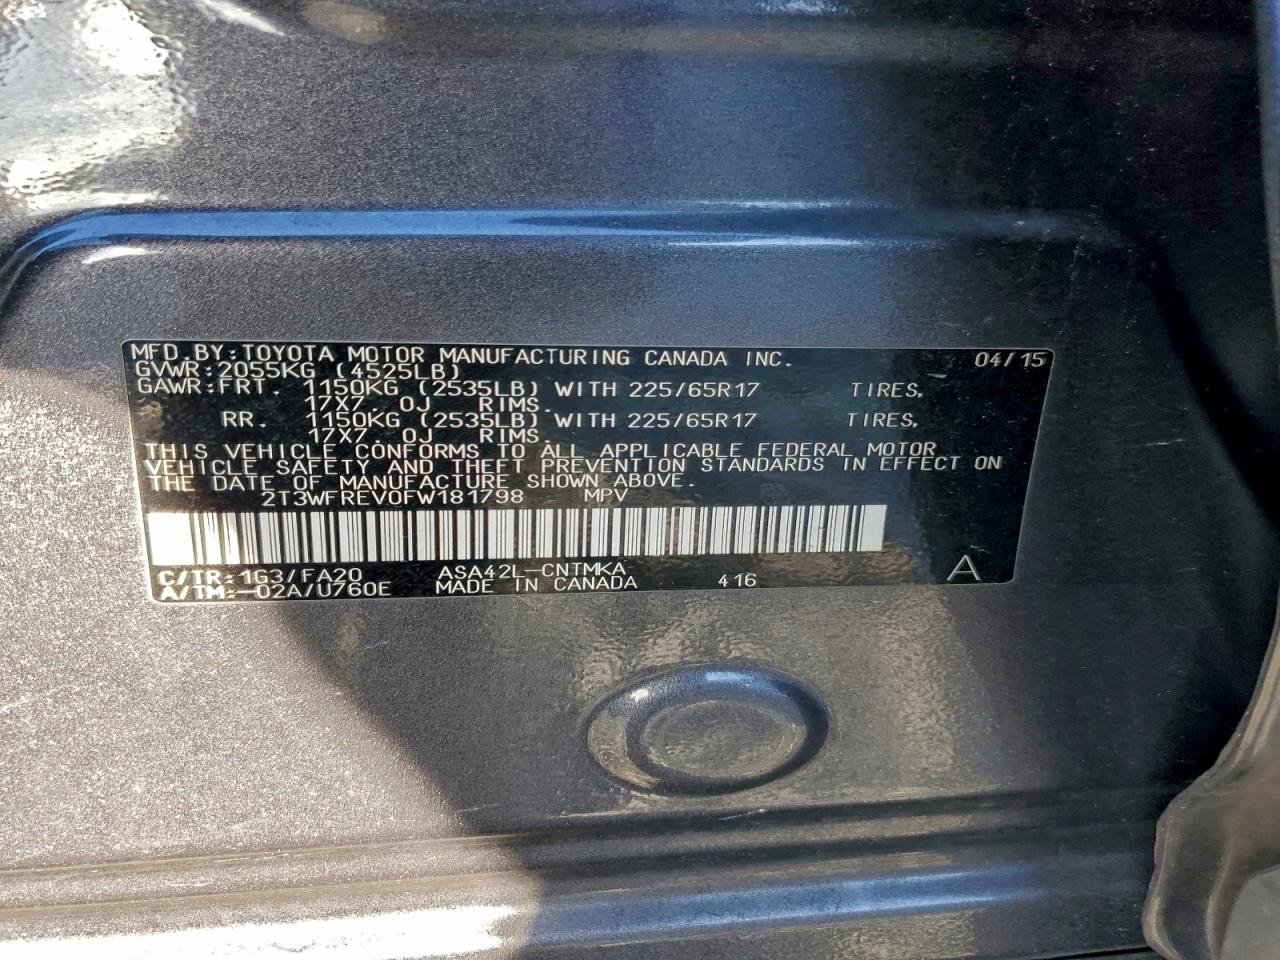 MFD.BY:TOYOTA MOTOR MANUFACTURING CANADA INC. 04/15
GVWR:2055KG (4525LB)
GAWR:FRT. 1150KG (2535LB) WITH 225/65R17 TIRES,
17X7 0J RIMS.
RR. 1150KG (2535LB) WITH 225/65R17 TIRES,
17X7 0J RIMS.
THIS VEHICLE CONFORMS TO ALL APPLICABLE FEDERAL MOTOR
VEHICLE SAFETY AND THEFT PREVENTION STANDARDS IN EFFECT ON
THE DATE OF MANUFACTURE SHOWN ABOVE.
2T3WFREV0FW181798 MPV
C/TR: 1G3/FA20 ASA42L-CNTMKA
A/TM:-02A/U760E MADE IN CANADA 416 A